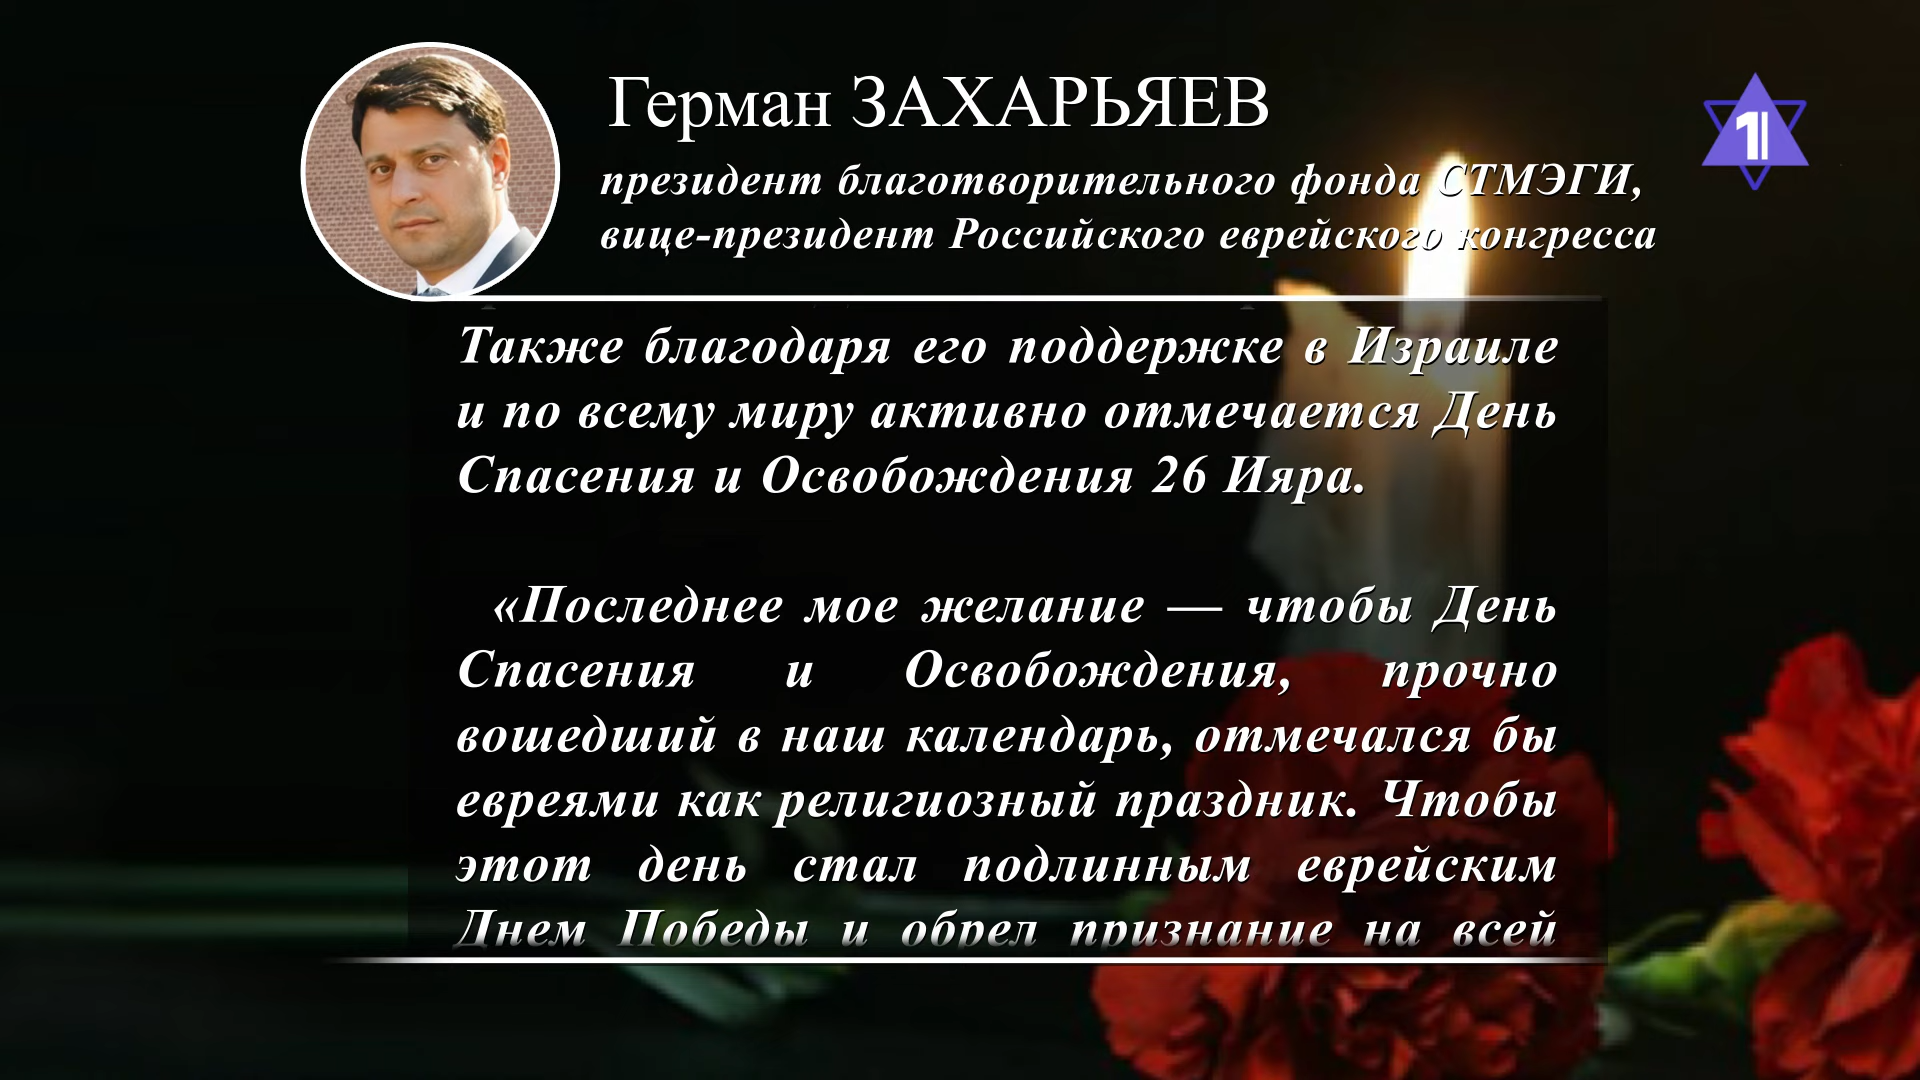 Герман ЗАХАРЬЯЕВ
президент благотворительного фонда СТМЭГИ,
вице-президент Российского еврейского конгресса
Также благодаря его поддержке в Израиле
и по всему миру активно отмечается День
Спасения и Освобождения 26 Ияра.
«Последнее мое желание — чтобы День
Спасения и Освобождения, прочно
вошедший в наш календарь, отмечался бы
евреями как религиозный праздник. Чтобы
этот день стал подлинным еврейским
Днем Победы и обрел признание на всей